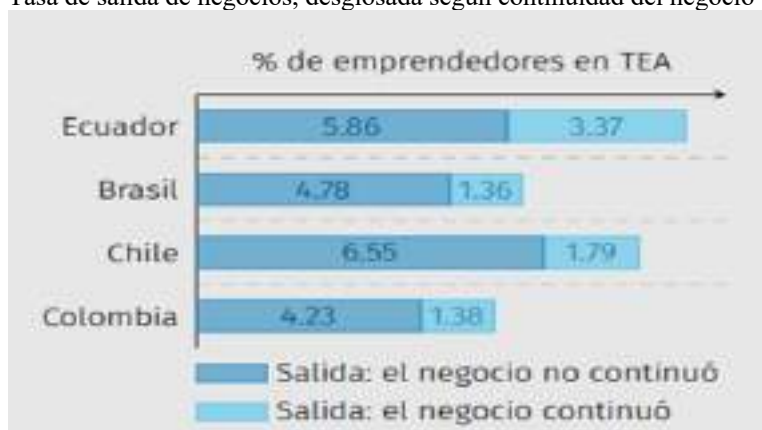 Tasa de salida de negocios, desglosada según continuidad del negocio
% de emprendedores en TEA
Ecuador 5.86 3.37
Brasil 4.78 1.36
Chile 6.55 1.79
Colombia 4.23 1.38
Salida: el negocio no continuó
Salida: el negocio continuó